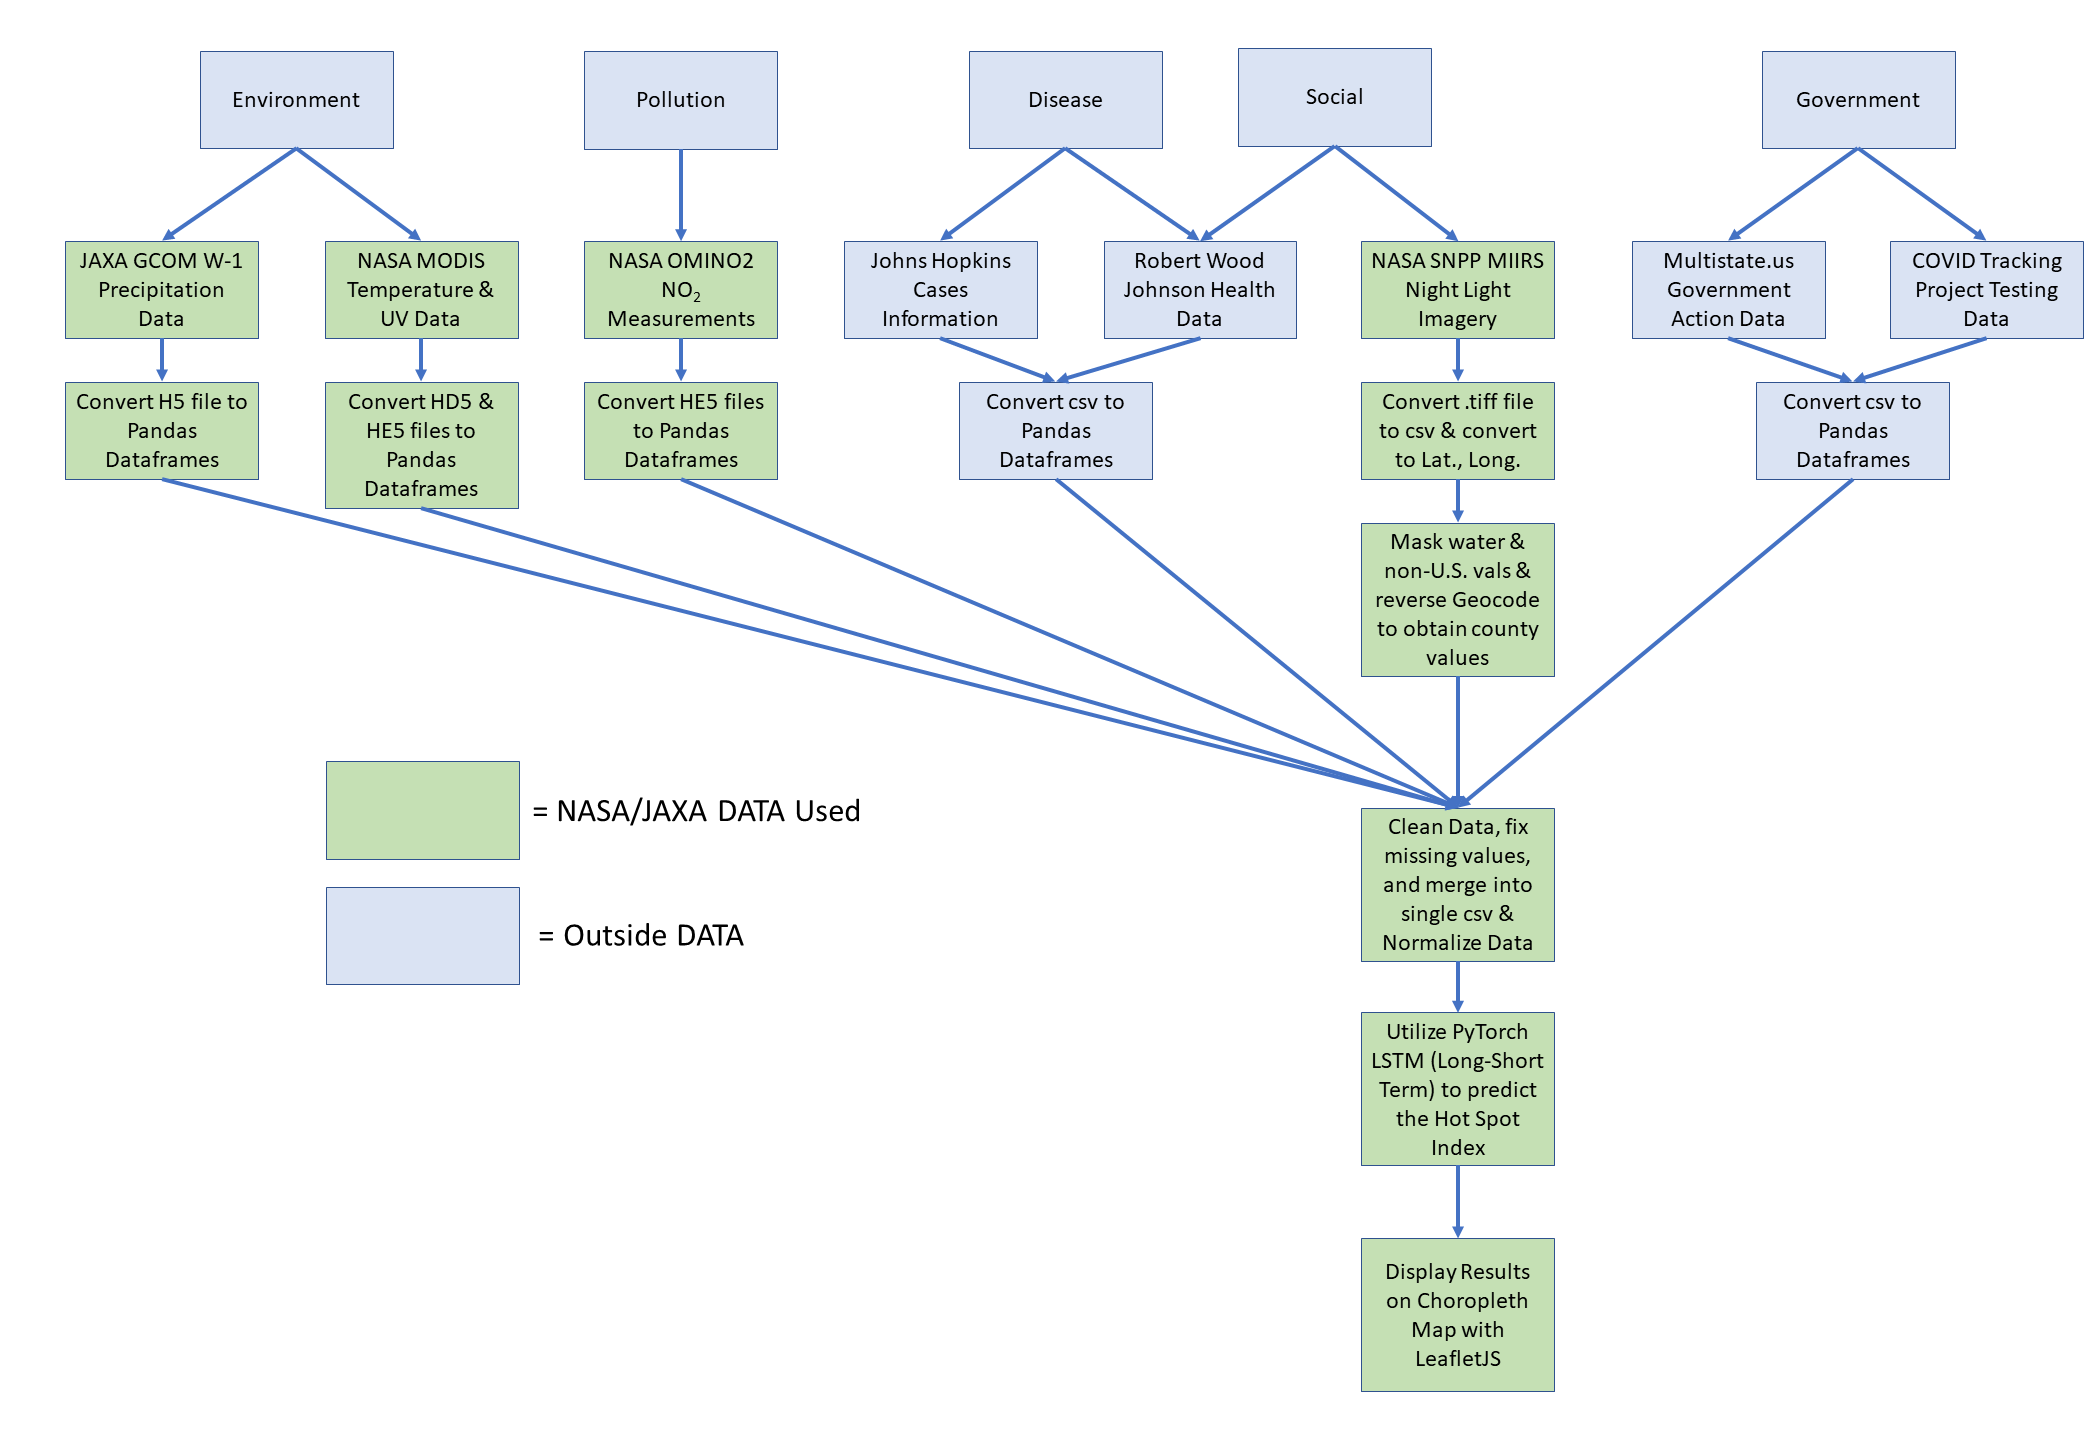 Environment
Pollution
Disease
Social
Government
JAXA GCOM W-1
Precipitation
Data
NASA MODIS
Temperature &
UV Data
NASA OMINO2
NO2
Measurements
Johns Hopkins
Cases
Information
Robert Wood
Johnson Health
Data
NASA SNPP MIIRS
Night Light
Imagery
Multistate.us
Government
Action Data
COVID Tracking
Project Testing
Data
Convert H5 file to
Pandas
Dataframes
Convert HD5 &
HE5 files to
Pandas
Dataframes
Convert HE5 files
to Pandas
Dataframes
Convert csv to
Pandas
Dataframes
Convert .tiff file
to csv & convert
to Lat., Long.
Convert csv to
Pandas
Dataframes
Mask water &
non-U.S. vals &
reverse Geocode
to obtain county
values
= NASA/JAXA DATA Used
= Outside DATA
Clean Data, fix
missing values,
and merge into
single csv &
Normalize Data
Utilize PyTorch
LSTM (Long-Short
Term) to predict
the Hot Spot
Index
Display Results
on Choropleth
Map with
LeafletJS